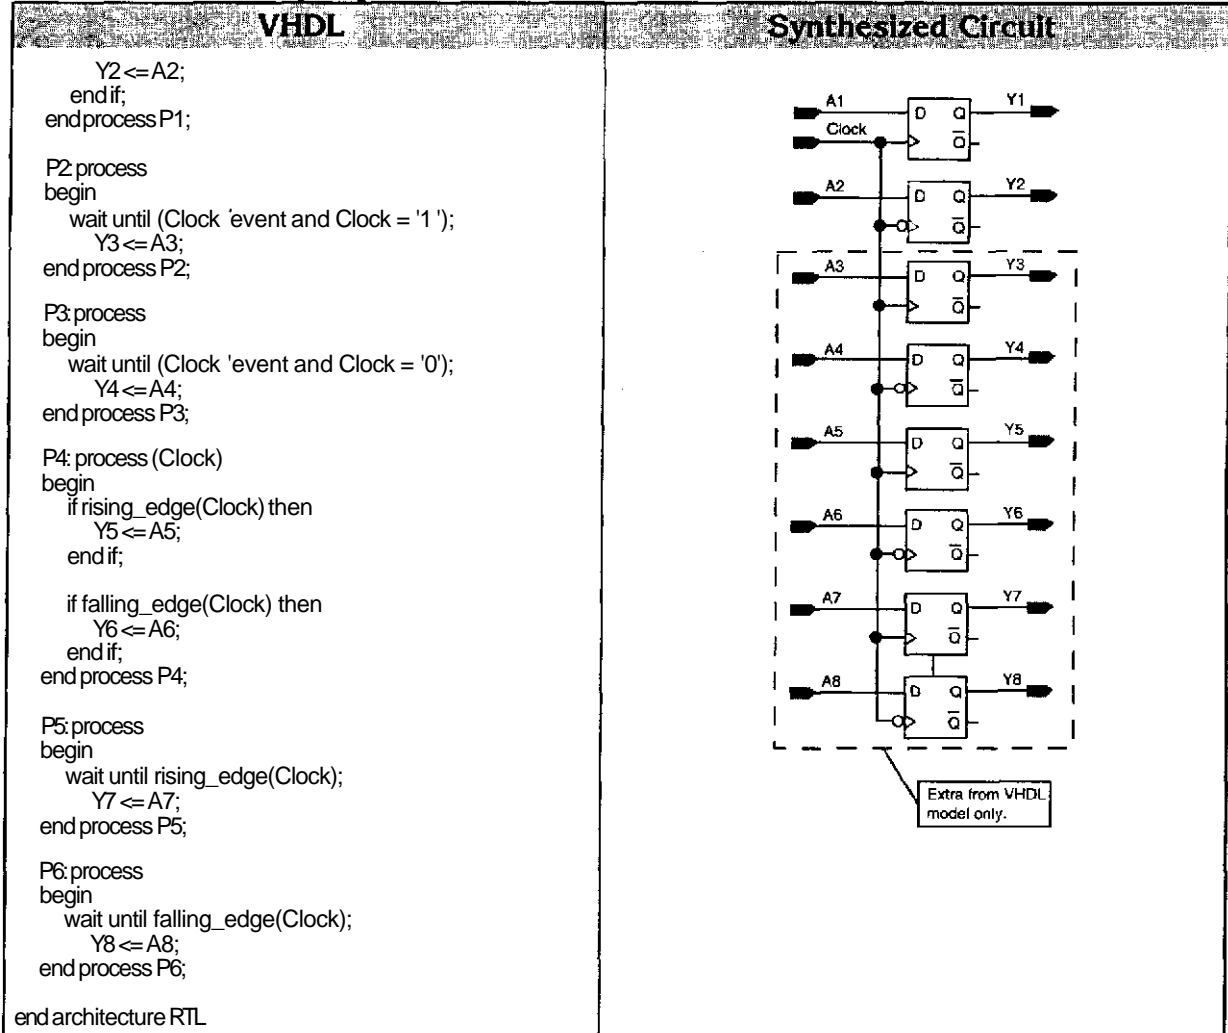 VHDL
Synthesized Circuit
Y2<=A2;
endif;
endprocess P1;
P2: process
begin
wait until (Clock 'event and Clock = '1 ');
Y3<=A3;
end process P2;
P3: process
begin
wait until (Clock 'event and Clock = '0');
Y4<=A4;
end process P3;
P4: process (Clock)
begin
if rising_edge(Clock) then
Y5<=A5;
end if;
if falling_edge(Clock) then
Y6<=A6;
end if;
end process P4;
P5: process
begin
wait until rising_edge(Clock);
Y7<=A7;
end process P5;
P6: process
begin
wait until falling_edge(Clock);
Y8<=A8;
end process P6;
end architecture RTL
A1 D Q Y1
Clock Q
A2 D Q Y2
Q
A3 D Q Y3
Q
A4 D Q Y4
Q
A5 D Q Y5
Q
A6 D Q Y6
Q
A7 D Q Y7
Q
A8 D Q Y8
Q
Extra from VHDL
model only.